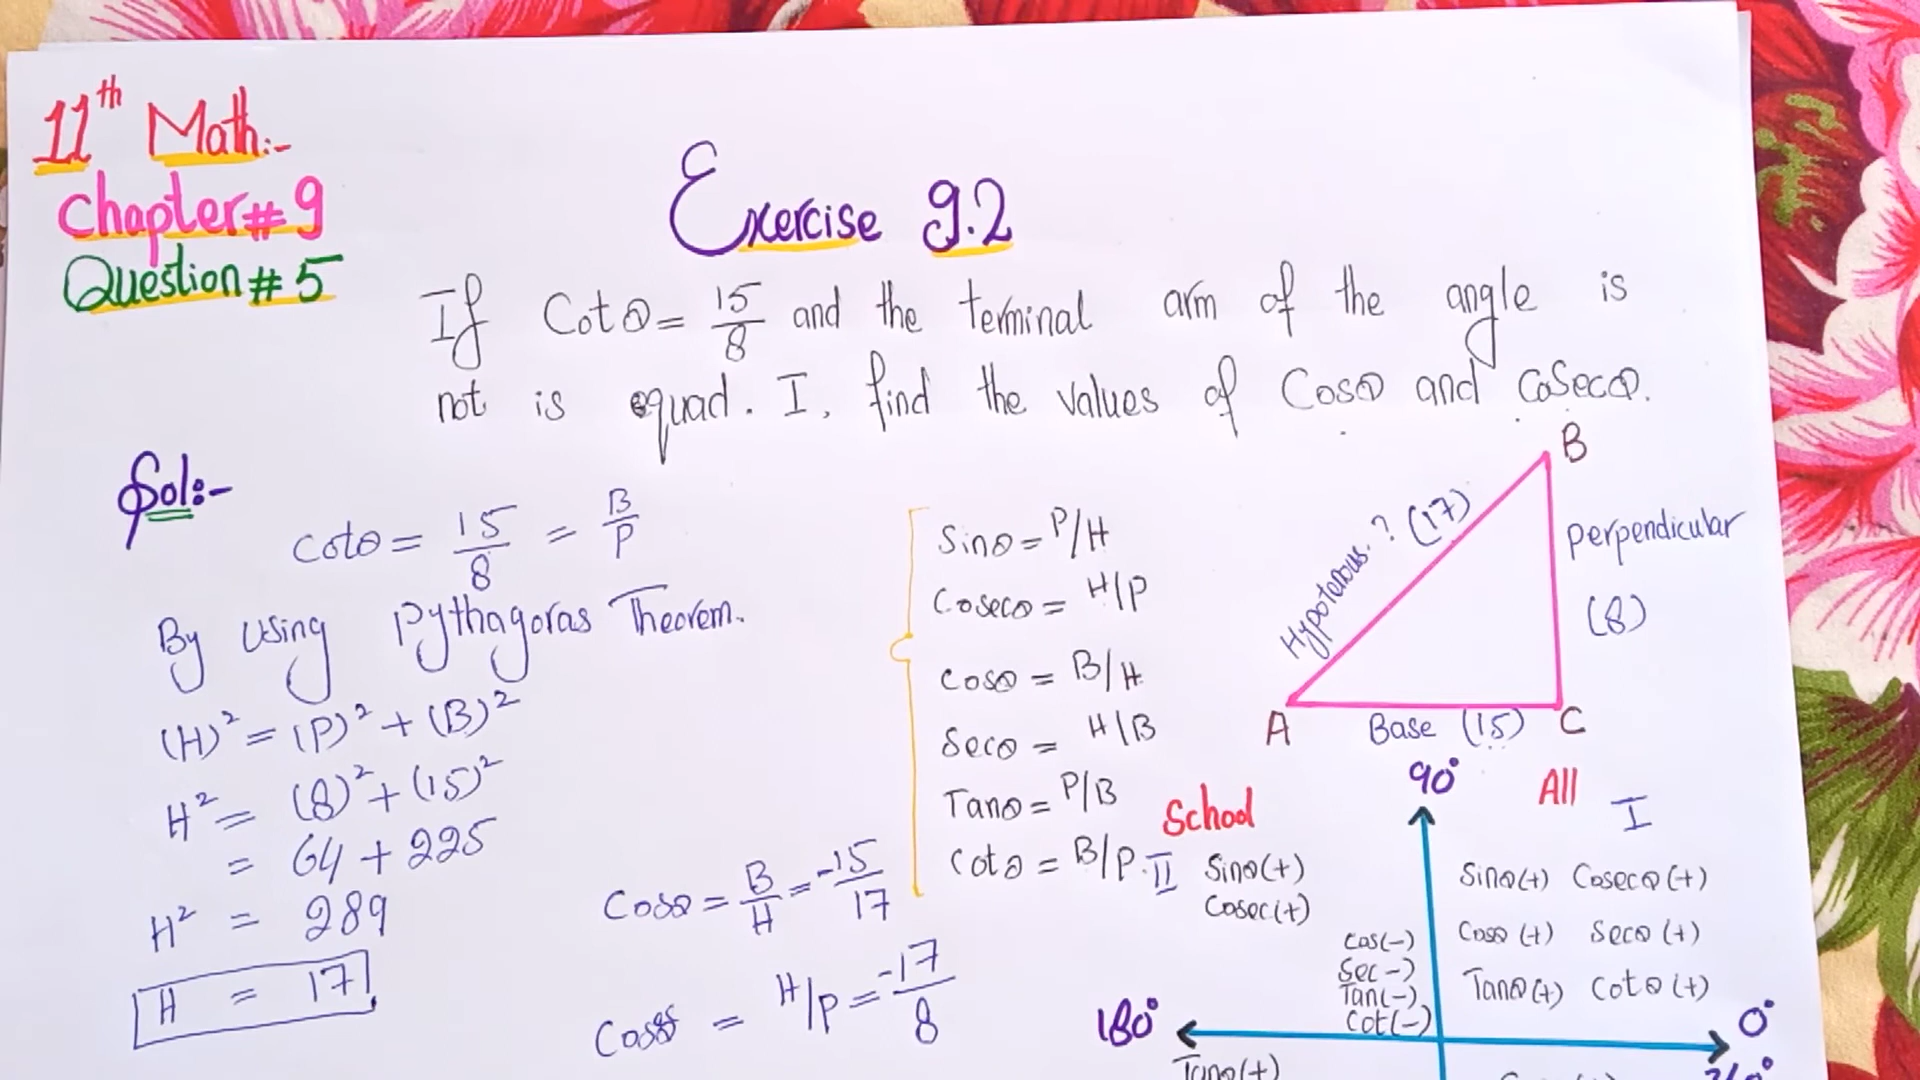 11th Math:-
Chapter# 9
Question# 5
Exercise 9.2
If Cotθ = 15/8 and the terminal arm of the angle is
not is quad. I, find the values of Cosθ and Cosecθ.
Sol:-
Cotθ = 15/8 = B/P
By using Pythagoras Theorem.
(H)² = (P)² + (B)²
H² = (8)² + (15)²
= 64 + 225
H² = 289
H = 17
Cosθ = B/H = -15/17
= H/P = -17/8
Sinθ = P/H
Cosecθ = H/P
Cosθ = B/H
Secθ = H/B
Tanθ = P/B
Cotθ = B/P
B
Hypotenous. ? (17)
Perpendicular
(8)
A Base (15) C
90°
School
All
II
I
Sinθ(+)
Cosec(+)
Cos(-)
Sec(-)
Tan(-)
Cot(-)
Sinθ(+) Cosecθ(+)
Cosθ(+) Secθ(+)
Tanθ(+) Cotθ(+)
180°
0°
Tanθ(+)